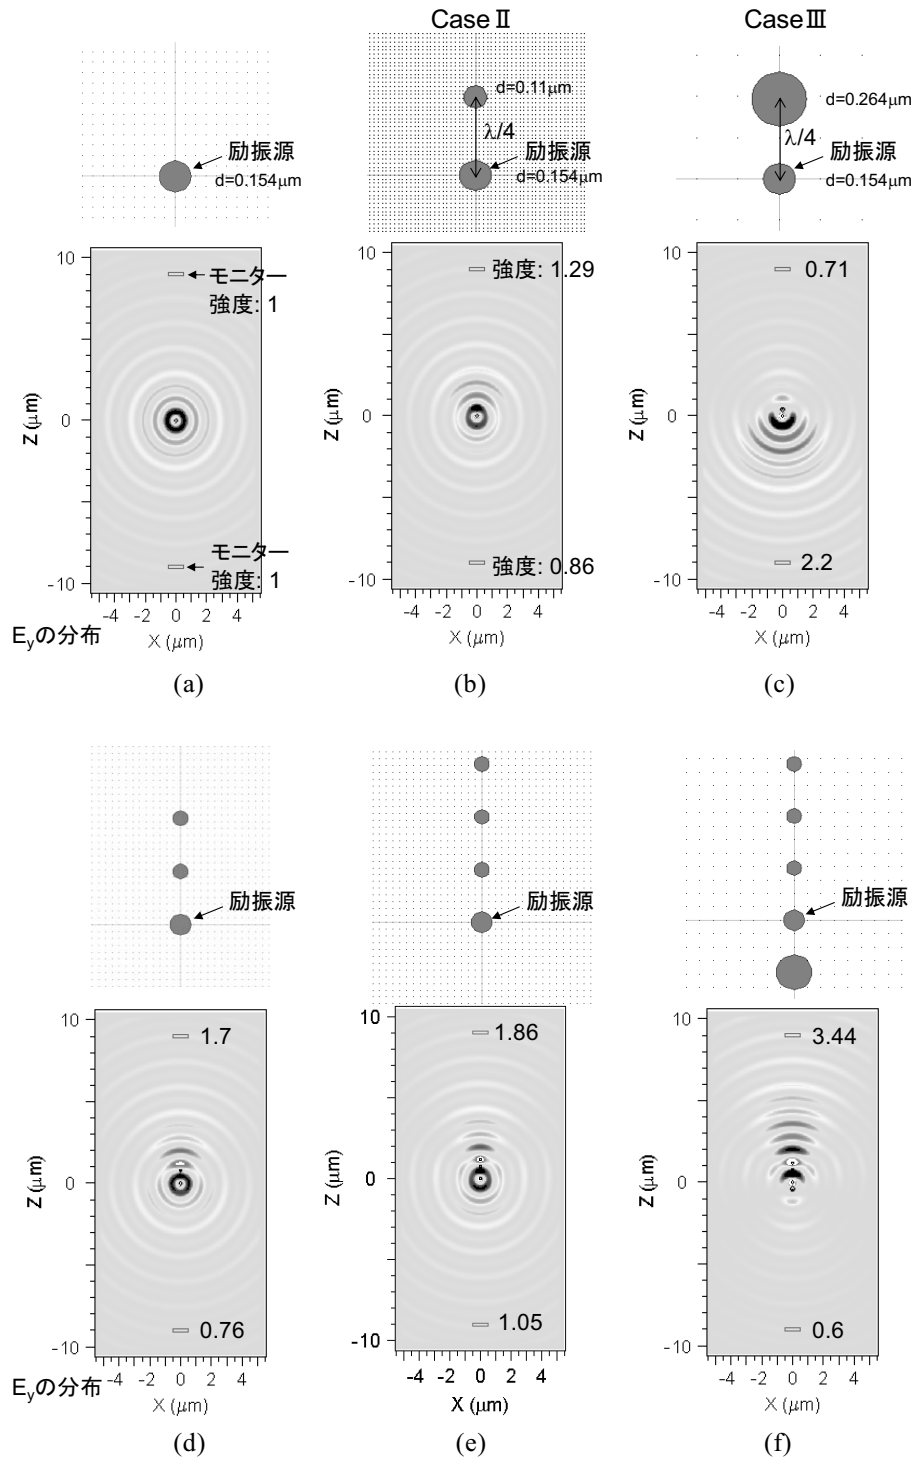 Case Ⅱ
Case Ⅲ
励振源
d=0.154μm
d=0.11μm
λ/4
励振源
d=0.154μm
d=0.264μm
λ/4
励振源
d=0.154μm
10
0
-10
Z (μm)
モニター
強度: 1
モニター
強度: 1
-4 -2 0 2 4
X (μm)
Eyの分布
(a)
10
0
-10
Z (μm)
強度: 1.29
強度: 0.86
-4 -2 0 2 4
X (μm)
(b)
10
0
-10
Z (μm)
0.71
2.2
-4 -2 0 2 4
X (μm)
(c)
励振源
励振源
励振源
10
0
-10
Z (μm)
1.7
0.76
-4 -2 0 2 4
X (μm)
Eyの分布
(d)
10
0
-10
Z (μm)
1.86
1.05
-4 -2 0 2 4
X (μm)
(e)
10
0
-10
Z (μm)
3.44
0.6
-4 -2 0 2 4
X (μm)
(f)